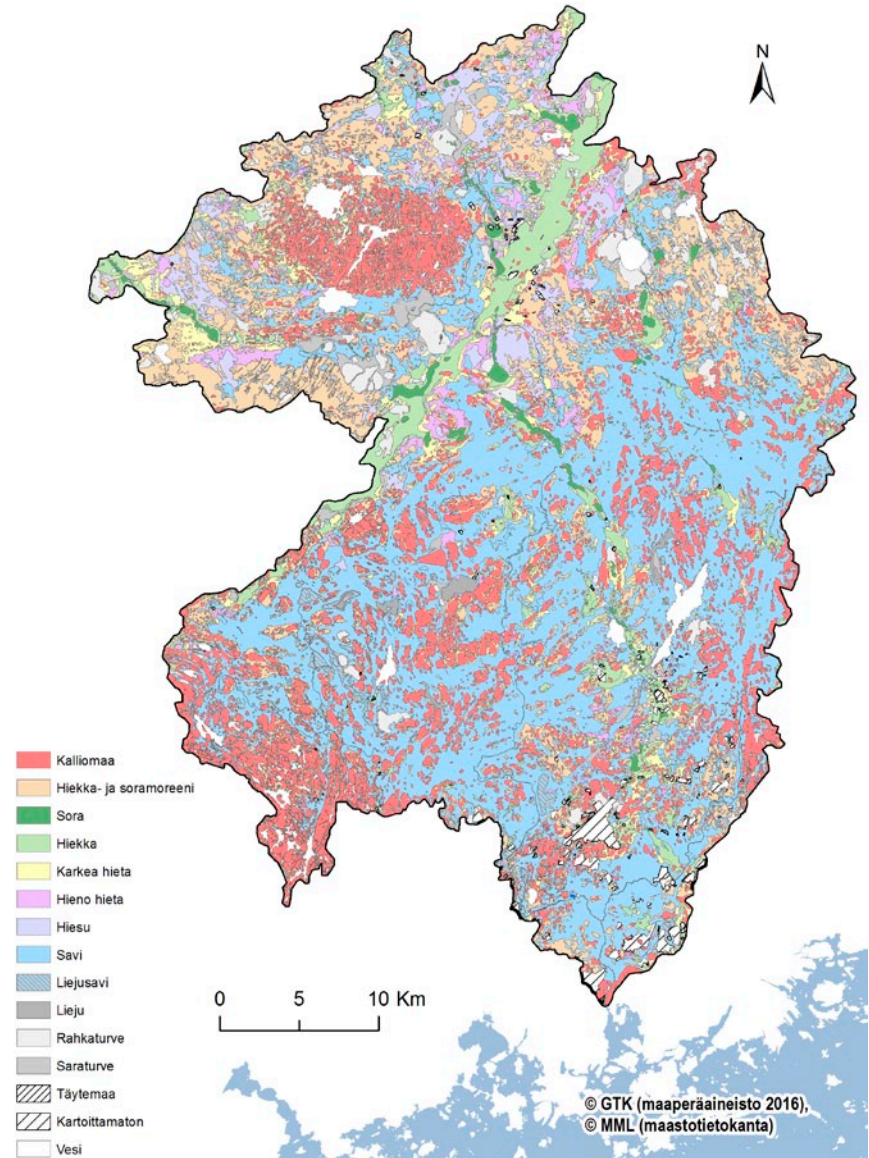 N
Kalliomaa
Hiekka- ja soramoreeni
Sora
Hiekka
Karkea hieta
Hieno hieta
Hiesu
Savi
Liejusavi
Lieju
Rahkaturve
Saraturve
Täytemaa
Kartoittamaton
Vesi
0 5 10 Km
© GTK (maaperäaineisto 2016),
© MML (maastotietokanta)